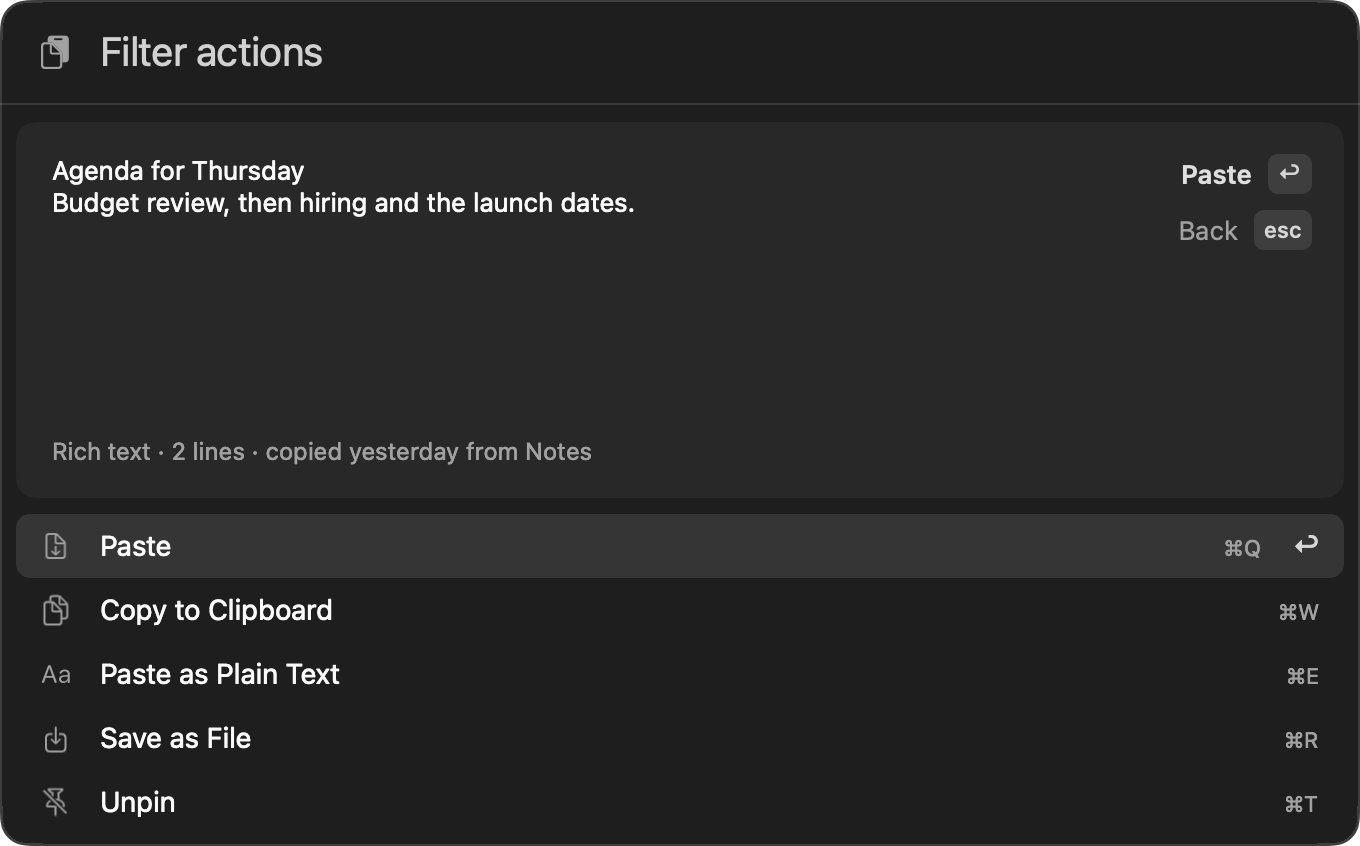 Filter actions
Agenda for Thursday
Budget review, then hiring and the launch dates.
Paste ↩
Back esc
Rich text · 2 lines · copied yesterday from Notes
Paste ⌘Q ↩
Copy to Clipboard ⌘W
Aa Paste as Plain Text ⌘E
Save as File ⌘R
Unpin ⌘T